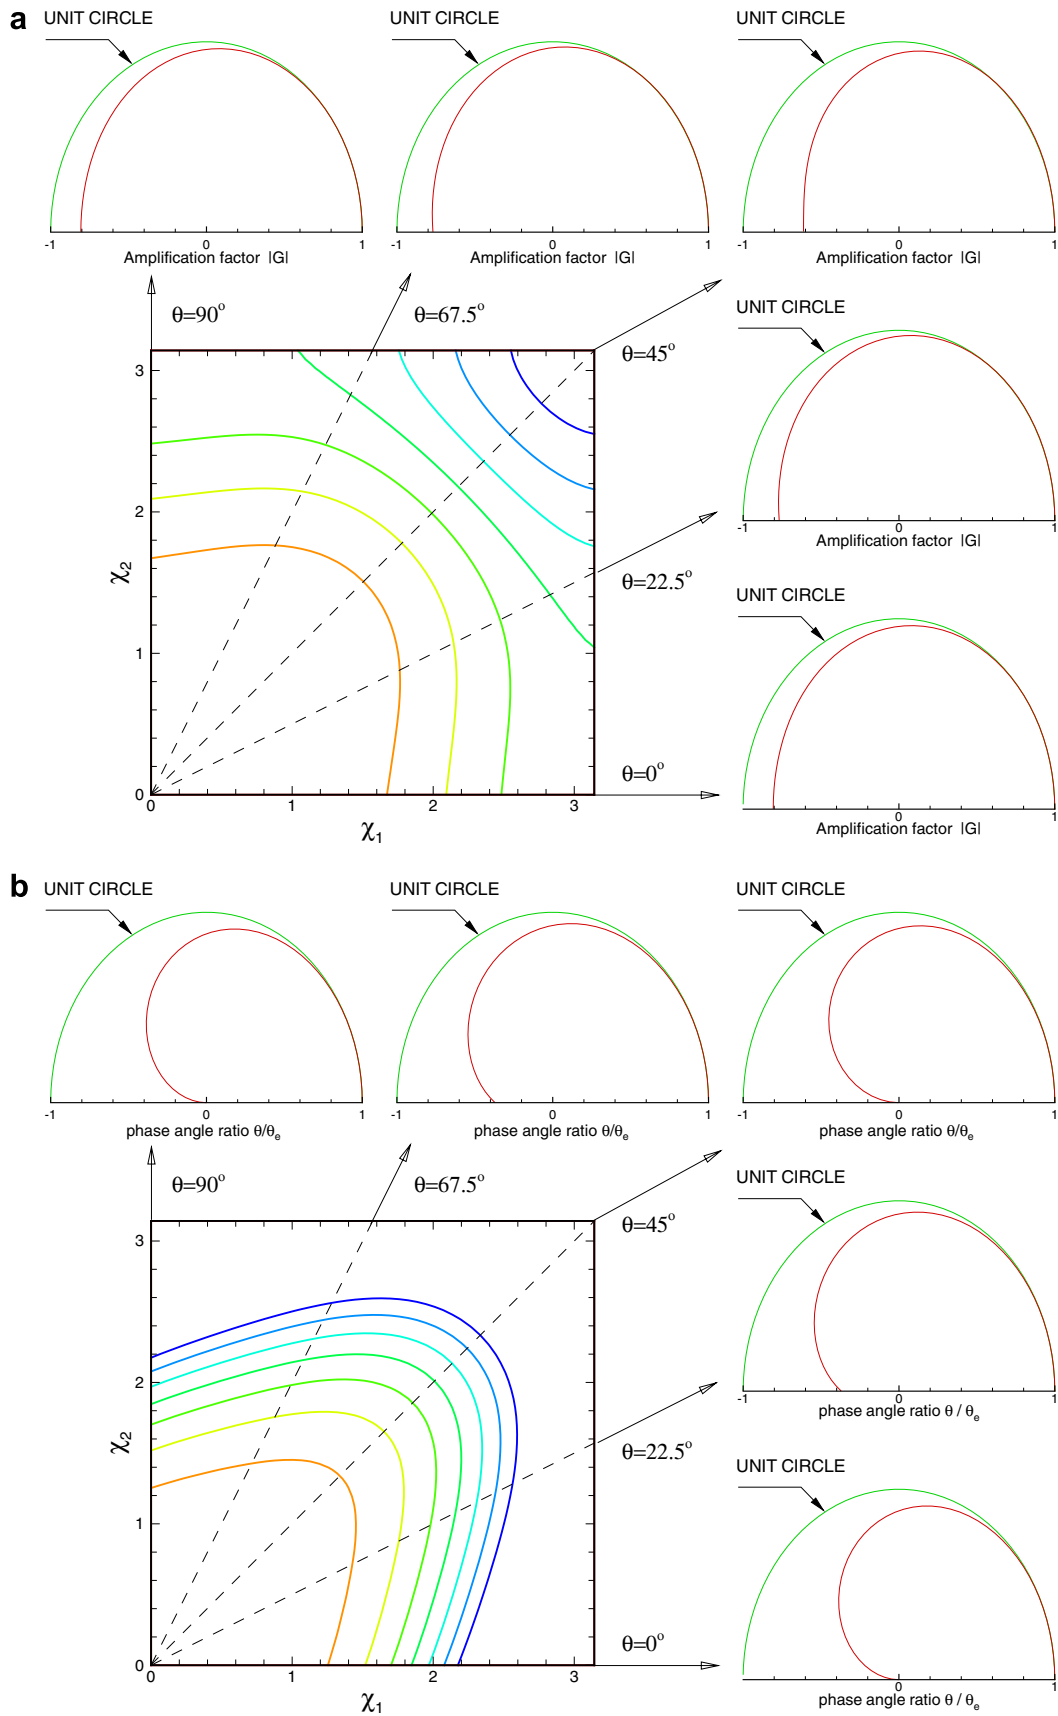 a
UNIT CIRCLE UNIT CIRCLE UNIT CIRCLE
-1 0 1 -1 0 1 -1 0 1
Amplification factor |G| Amplification factor |G| Amplification factor |G|
θ=90° θ=67.5° θ=45°
UNIT CIRCLE
-1 0 1
Amplification factor |G|
θ=22.5°
UNIT CIRCLE
-1 0 1
Amplification factor |G|
θ=0°
3
2
χ2
1
0
0 1 2 3
χ1
b
UNIT CIRCLE UNIT CIRCLE UNIT CIRCLE
-1 0 1 -1 0 1 -1 0 1
phase angle ratio θ/θe phase angle ratio θ/θe phase angle ratio θ/θe
θ=90° θ=67.5° θ=45°
UNIT CIRCLE
-1 0 1
phase angle ratio θ / θe
θ=22.5°
UNIT CIRCLE
-1 0 1
phase angle ratio θ / θe
θ=0°
3
2
χ2
1
0
0 1 2 3
χ1